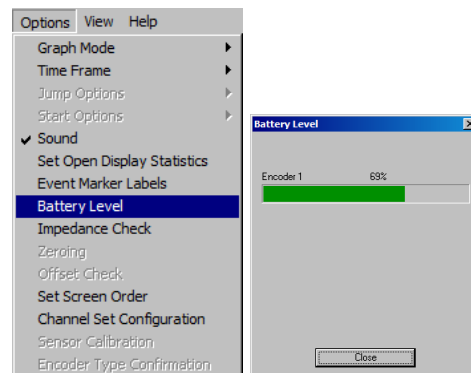 Options View Help
Graph Mode
Time Frame
Jump Options
Start Options
Sound
Set Open Display Statistics
Event Marker Labels
Battery Level
Impedance Check
Zeroing
Offset Check
Set Screen Order
Channel Set Configuration
Sensor Calibration
Encoder Type Confirmation
Battery Level
Encoder 1 69%
Close